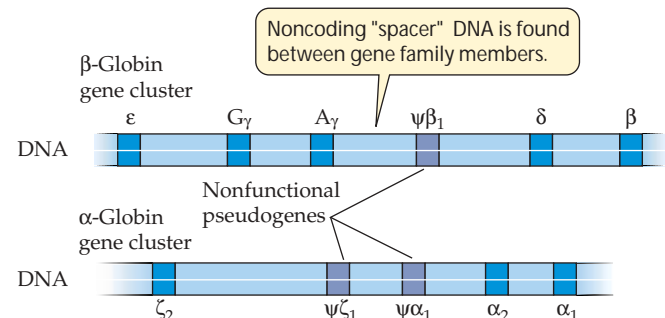 Noncoding "spacer" DNA is found
between gene family members.
β-Globin
gene cluster
ε Gγ Aγ ψβ1 δ β
DNA
Nonfunctional
pseudogenes
α-Globin
gene cluster
DNA
ζ2 ψζ1 ψα1 α2 α1